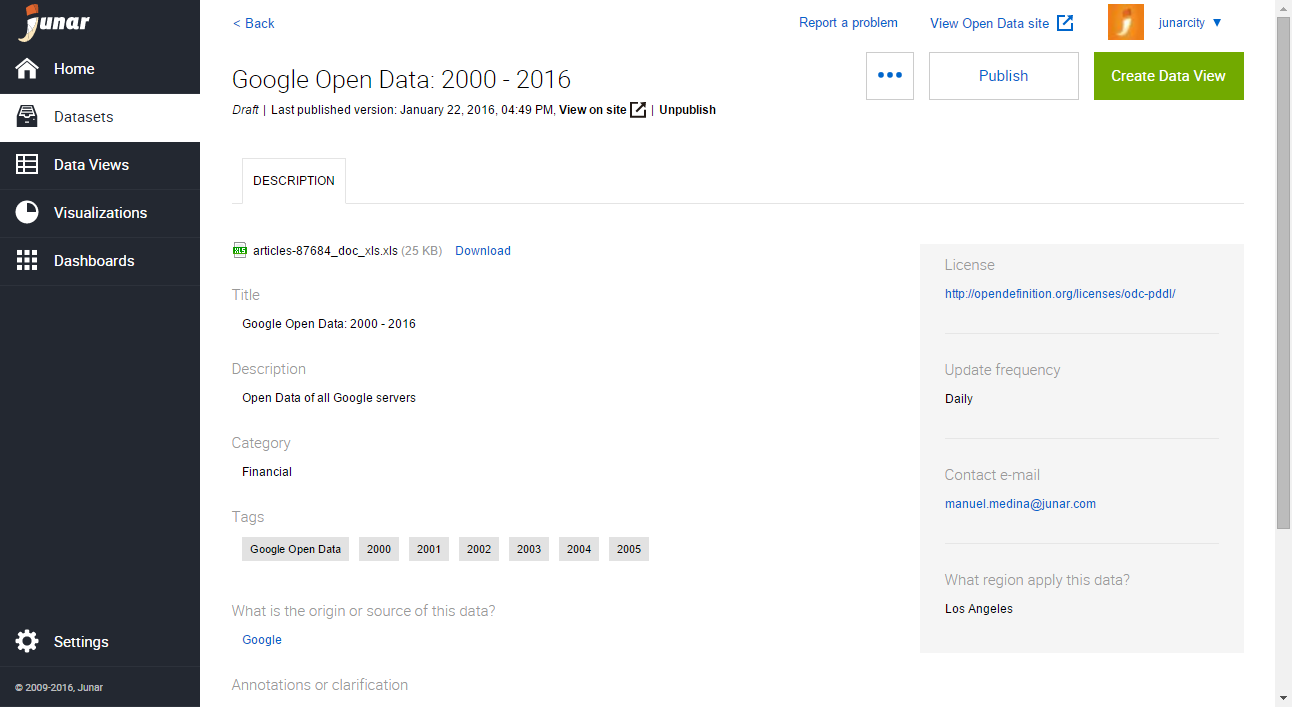 junar
Home
Datasets
Data Views
Visualizations
Dashboards
Settings
© 2009-2016, Junar
< Back
Report a problem
View Open Data site
junarcity ▼
Google Open Data: 2000 - 2016
Draft | Last published version: January 22, 2016, 04:49 PM, View on site | Unpublish
•••
Publish
Create Data View
DESCRIPTION
XLS articles-87684_doc_xls.xls (25 KB) Download
Title
Google Open Data: 2000 - 2016
Description
Open Data of all Google servers
Category
Financial
Tags
Google Open Data 2000 2001 2002 2003 2004 2005
What is the origin or source of this data?
Google
Annotations or clarification
License
http://opendefinition.org/licenses/odc-pddl/
Update frequency
Daily
Contact e-mail
manuel.medina@junar.com
What region apply this data?
Los Angeles